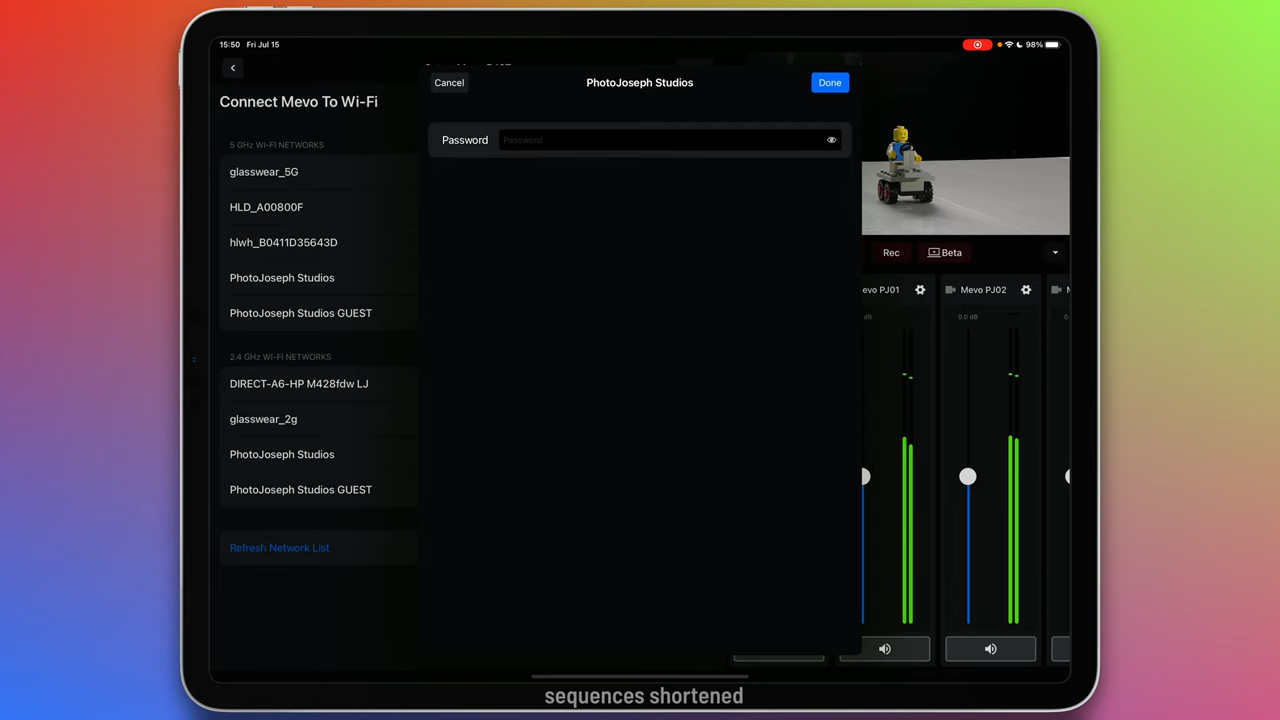 15:50 Fri Jul 15
98%
Connect Mevo To Wi-Fi
5 GHz WI-FI NETWORKS
glasswear_5G
HLD_A00800F
hlwh_B0411D35643D
PhotoJoseph Studios
PhotoJoseph Studios GUEST
2.4 GHz WI-FI NETWORKS
DIRECT-A6-HP M428fdw LJ
glasswear_2g
PhotoJoseph Studios
PhotoJoseph Studios GUEST
Refresh Network List
Cancel
PhotoJoseph Studios
Done
Password
Password
Rec
Beta
evo PJ01
dB
Mevo PJ02
0.0 dB
M
0.
sequences shortened